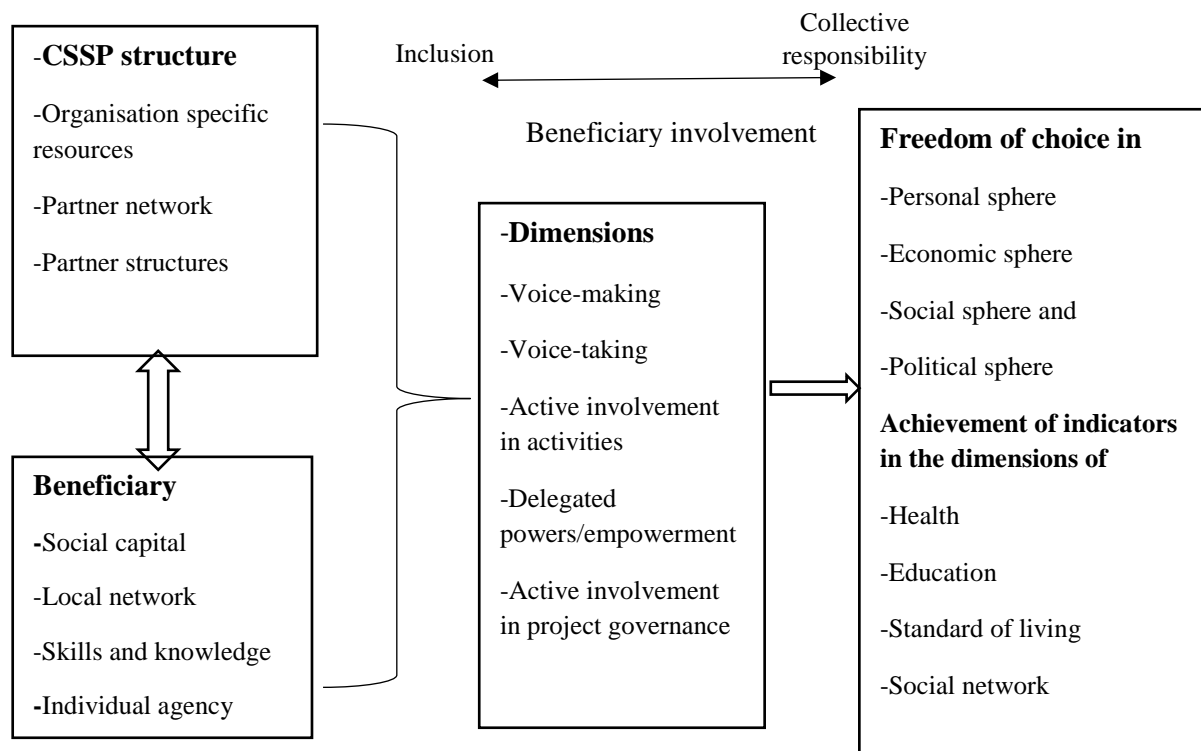 -CSSP structure
-Organisation specific
resources
-Partner network
-Partner structures
Beneficiary
-Social capital
-Local network
-Skills and knowledge
-Individual agency
Inclusion
Collective
responsibility
Beneficiary involvement
-Dimensions
-Voice-making
-Voice-taking
-Active involvement
in activities
-Delegated
powers/empowerment
-Active involvement
in project governance
Freedom of choice in
-Personal sphere
-Economic sphere
-Social sphere and
-Political sphere
Achievement of indicators
in the dimensions of
-Health
-Education
-Standard of living
-Social network